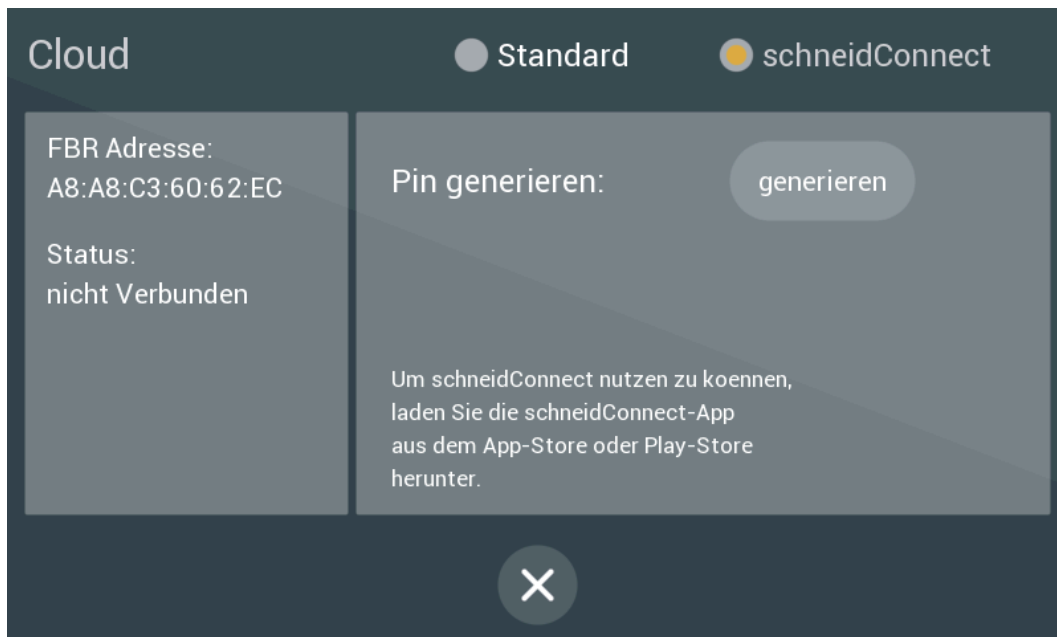 Cloud
Standard
schneidConnect
FBR Adresse:
A8:A8:C3:60:62:EC
Status:
nicht Verbunden
Pin generieren:
generieren
Um schneidConnect nutzen zu koennen,
laden Sie die schneidConnect-App
aus dem App-Store oder Play-Store
herunter.